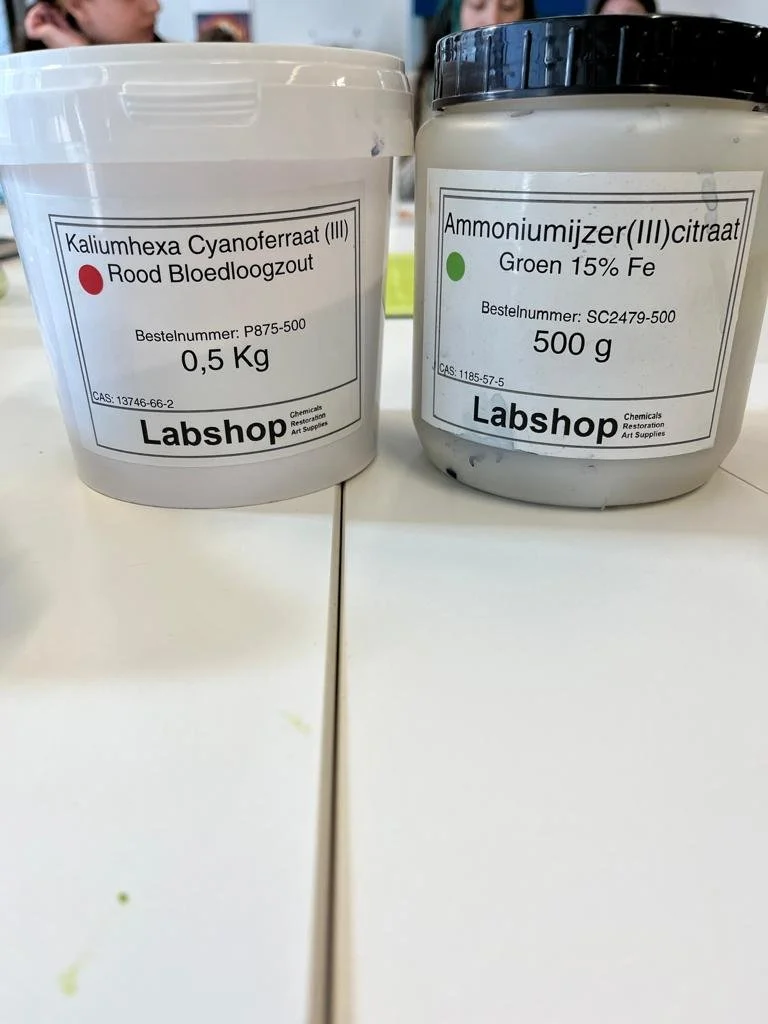 Kaliumhexa Cyanoferraat (III)
Rood Bloedloogzout
Bestelnummer: P875-500
0,5 Kg
CAS: 13746-66-2
Labshop
Chemicals
Restoration
Art Supplies
Ammoniumijzer(III)citraat
Groen 15% Fe
Bestelnummer: SC2479-500
500 g
CAS: 1185-57-5
Labshop
Chemicals
Restoration
Art Supplies